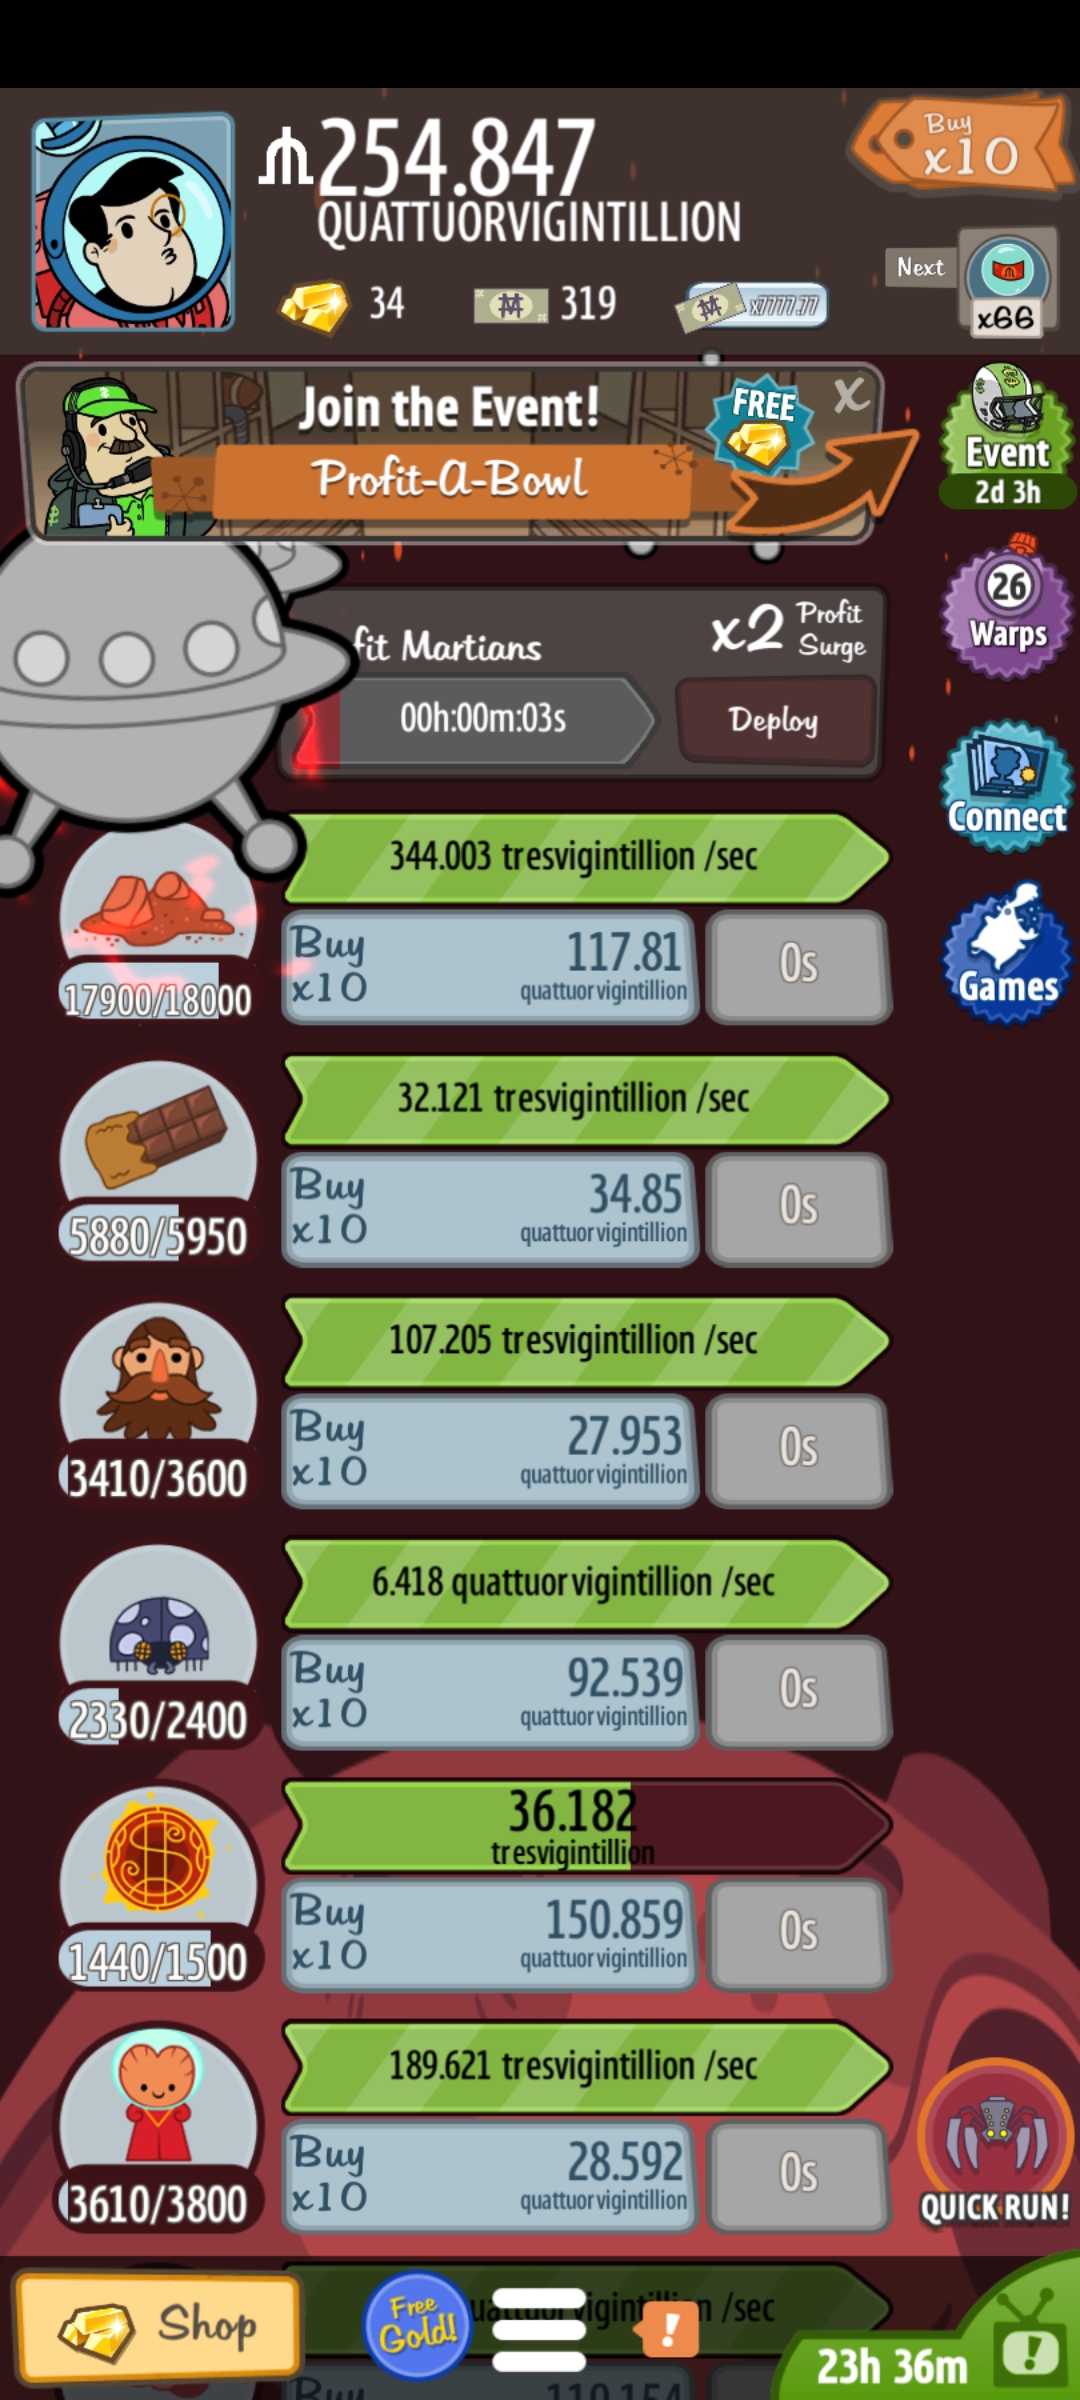 254.847
QUATTUORVIGINTILLION
Buy
x10
34
319
x7777.77
Next
x66
Join the Event!
Profit-A-Bowl
FREE
X
Event
2d 3h
fit Martians
x2 Profit
Surge
00h:00m:03s
Deploy
26
Warps
Connect
Games
344.003 tresvigintillion /sec
Buy
x10
117.81
quattuorvigintillion
0s
17900/18000
32.121 tresvigintillion /sec
Buy
x10
34.85
quattuorvigintillion
0s
5880/5950
107.205 tresvigintillion /sec
Buy
x10
27.953
quattuorvigintillion
0s
3410/3600
6.418 quattuorvigintillion /sec
Buy
x10
92.539
quattuorvigintillion
0s
2330/2400
36.182
tresvigintillion
Buy
x10
150.859
quattuorvigintillion
0s
1440/1500
189.621 tresvigintillion /sec
Buy
x10
28.592
quattuorvigintillion
0s
3610/3800
QUICK RUN!
Shop
Free
Gold!
/sec
!
23h 36m
!
Buy